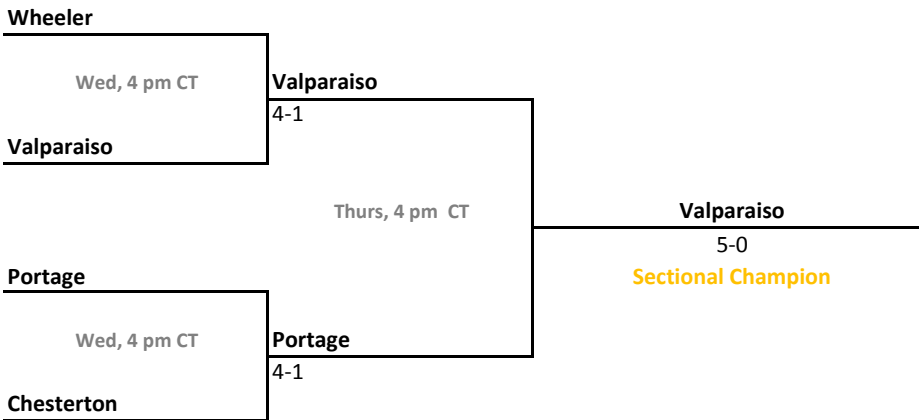 Wheeler
Wed, 4 pm CT
Valparaiso
4-1
Valparaiso
Thurs, 4 pm CT
Valparaiso
5-0
Sectional Champion
Portage
Wed, 4 pm CT
Portage
4-1
Chesterton